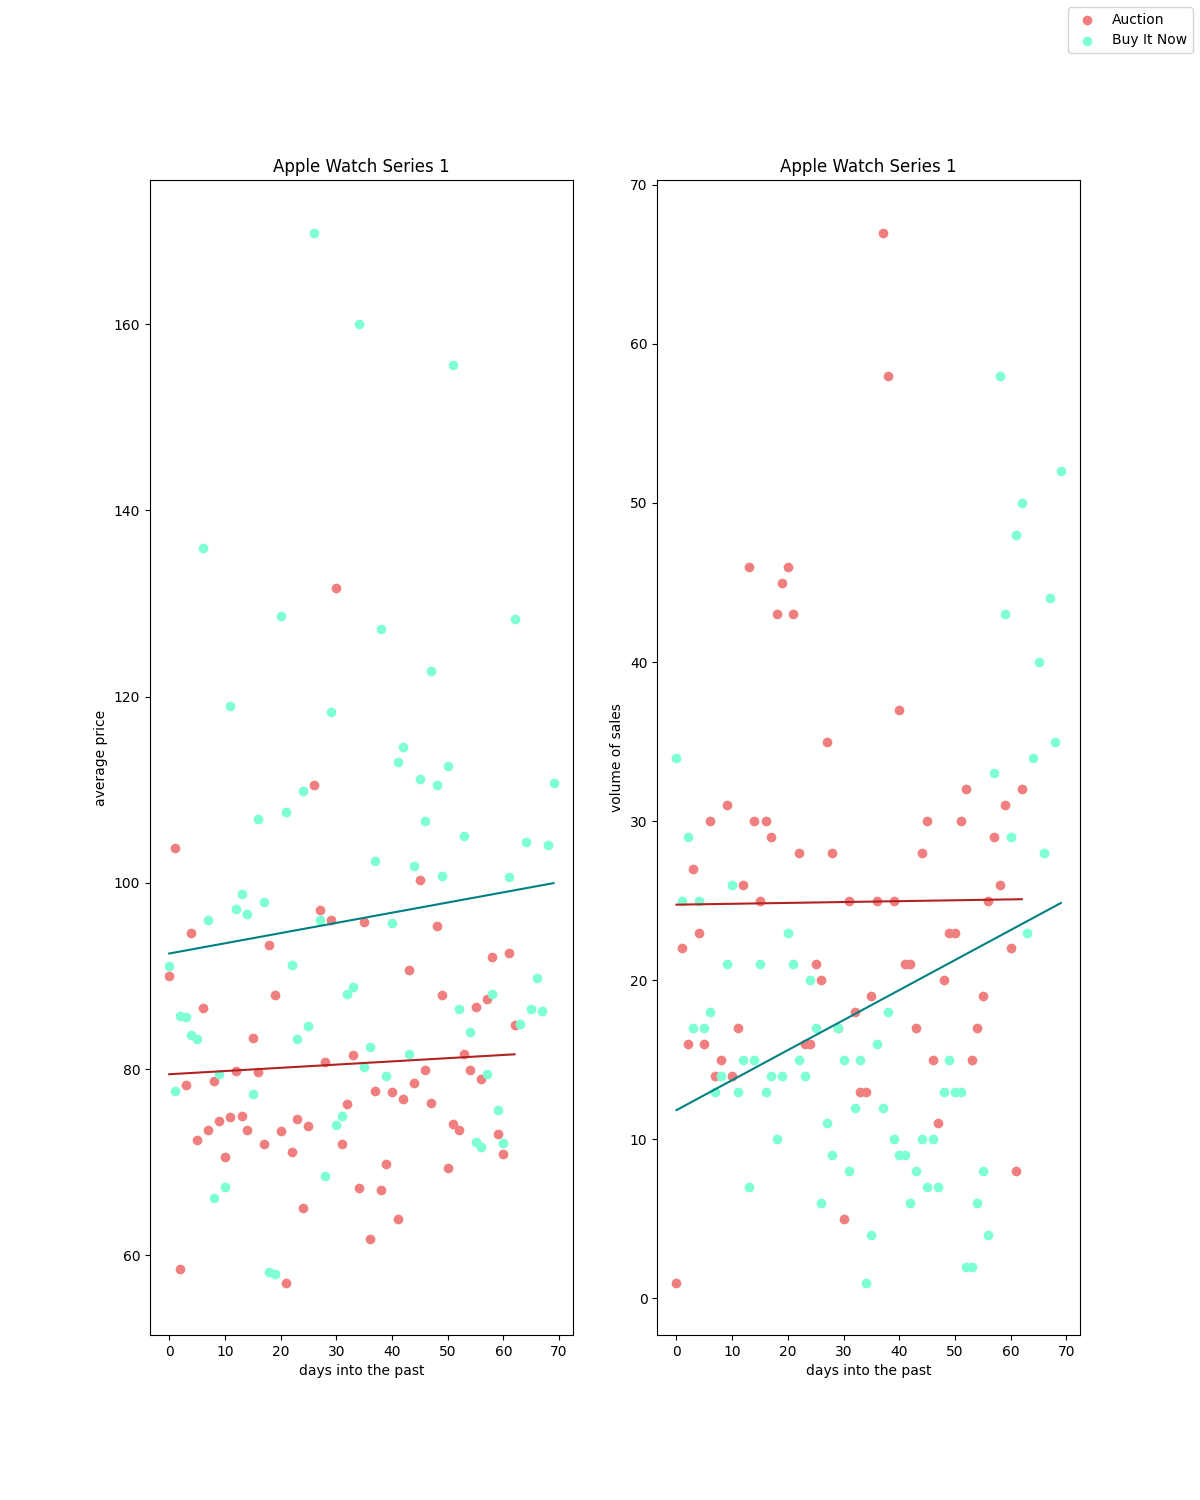 Auction
Buy It Now
Apple Watch Series 1
average price
160
140
120
100
80
60
0 10 20 30 40 50 60 70
days into the past
Apple Watch Series 1
volume of sales
70
60
50
40
30
20
10
0
0 10 20 30 40 50 60 70
days into the past